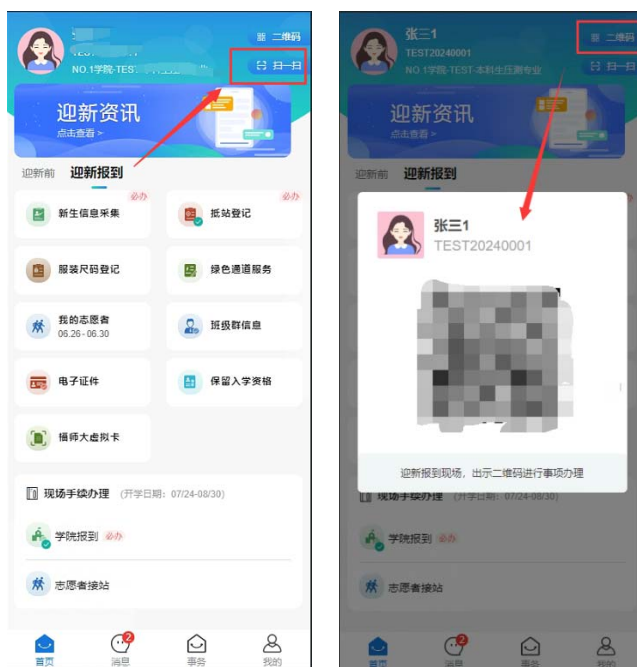 二维码
NO.1学院-TES
扫一扫
迎新资讯
点击查看 >
迎新前 迎新报到
必办
新生信息采集
必办
抵站登记
服装尺码登记
绿色通道服务
我的志愿者
06.26-06.30
班级群信息
电子证件
保留入学资格
福师大虚拟卡
现场手续办理 (开学日期: 07/24-08/30)
学院报到 必办
志愿者接站
2
首页 消息 事务 我的
张三1
二维码
TEST20240001
NO.1学院-TEST-本科生压测专业
扫一扫
迎新资讯
点击查看 >
迎新前 迎新报到
张三1
TEST20240001
迎新报到现场，出示二维码进行事项办理
现场手续办理 (开学日期: 07/24-08/30)
学院报到 必办
志愿者接站
2
首页 消息 事务 我的